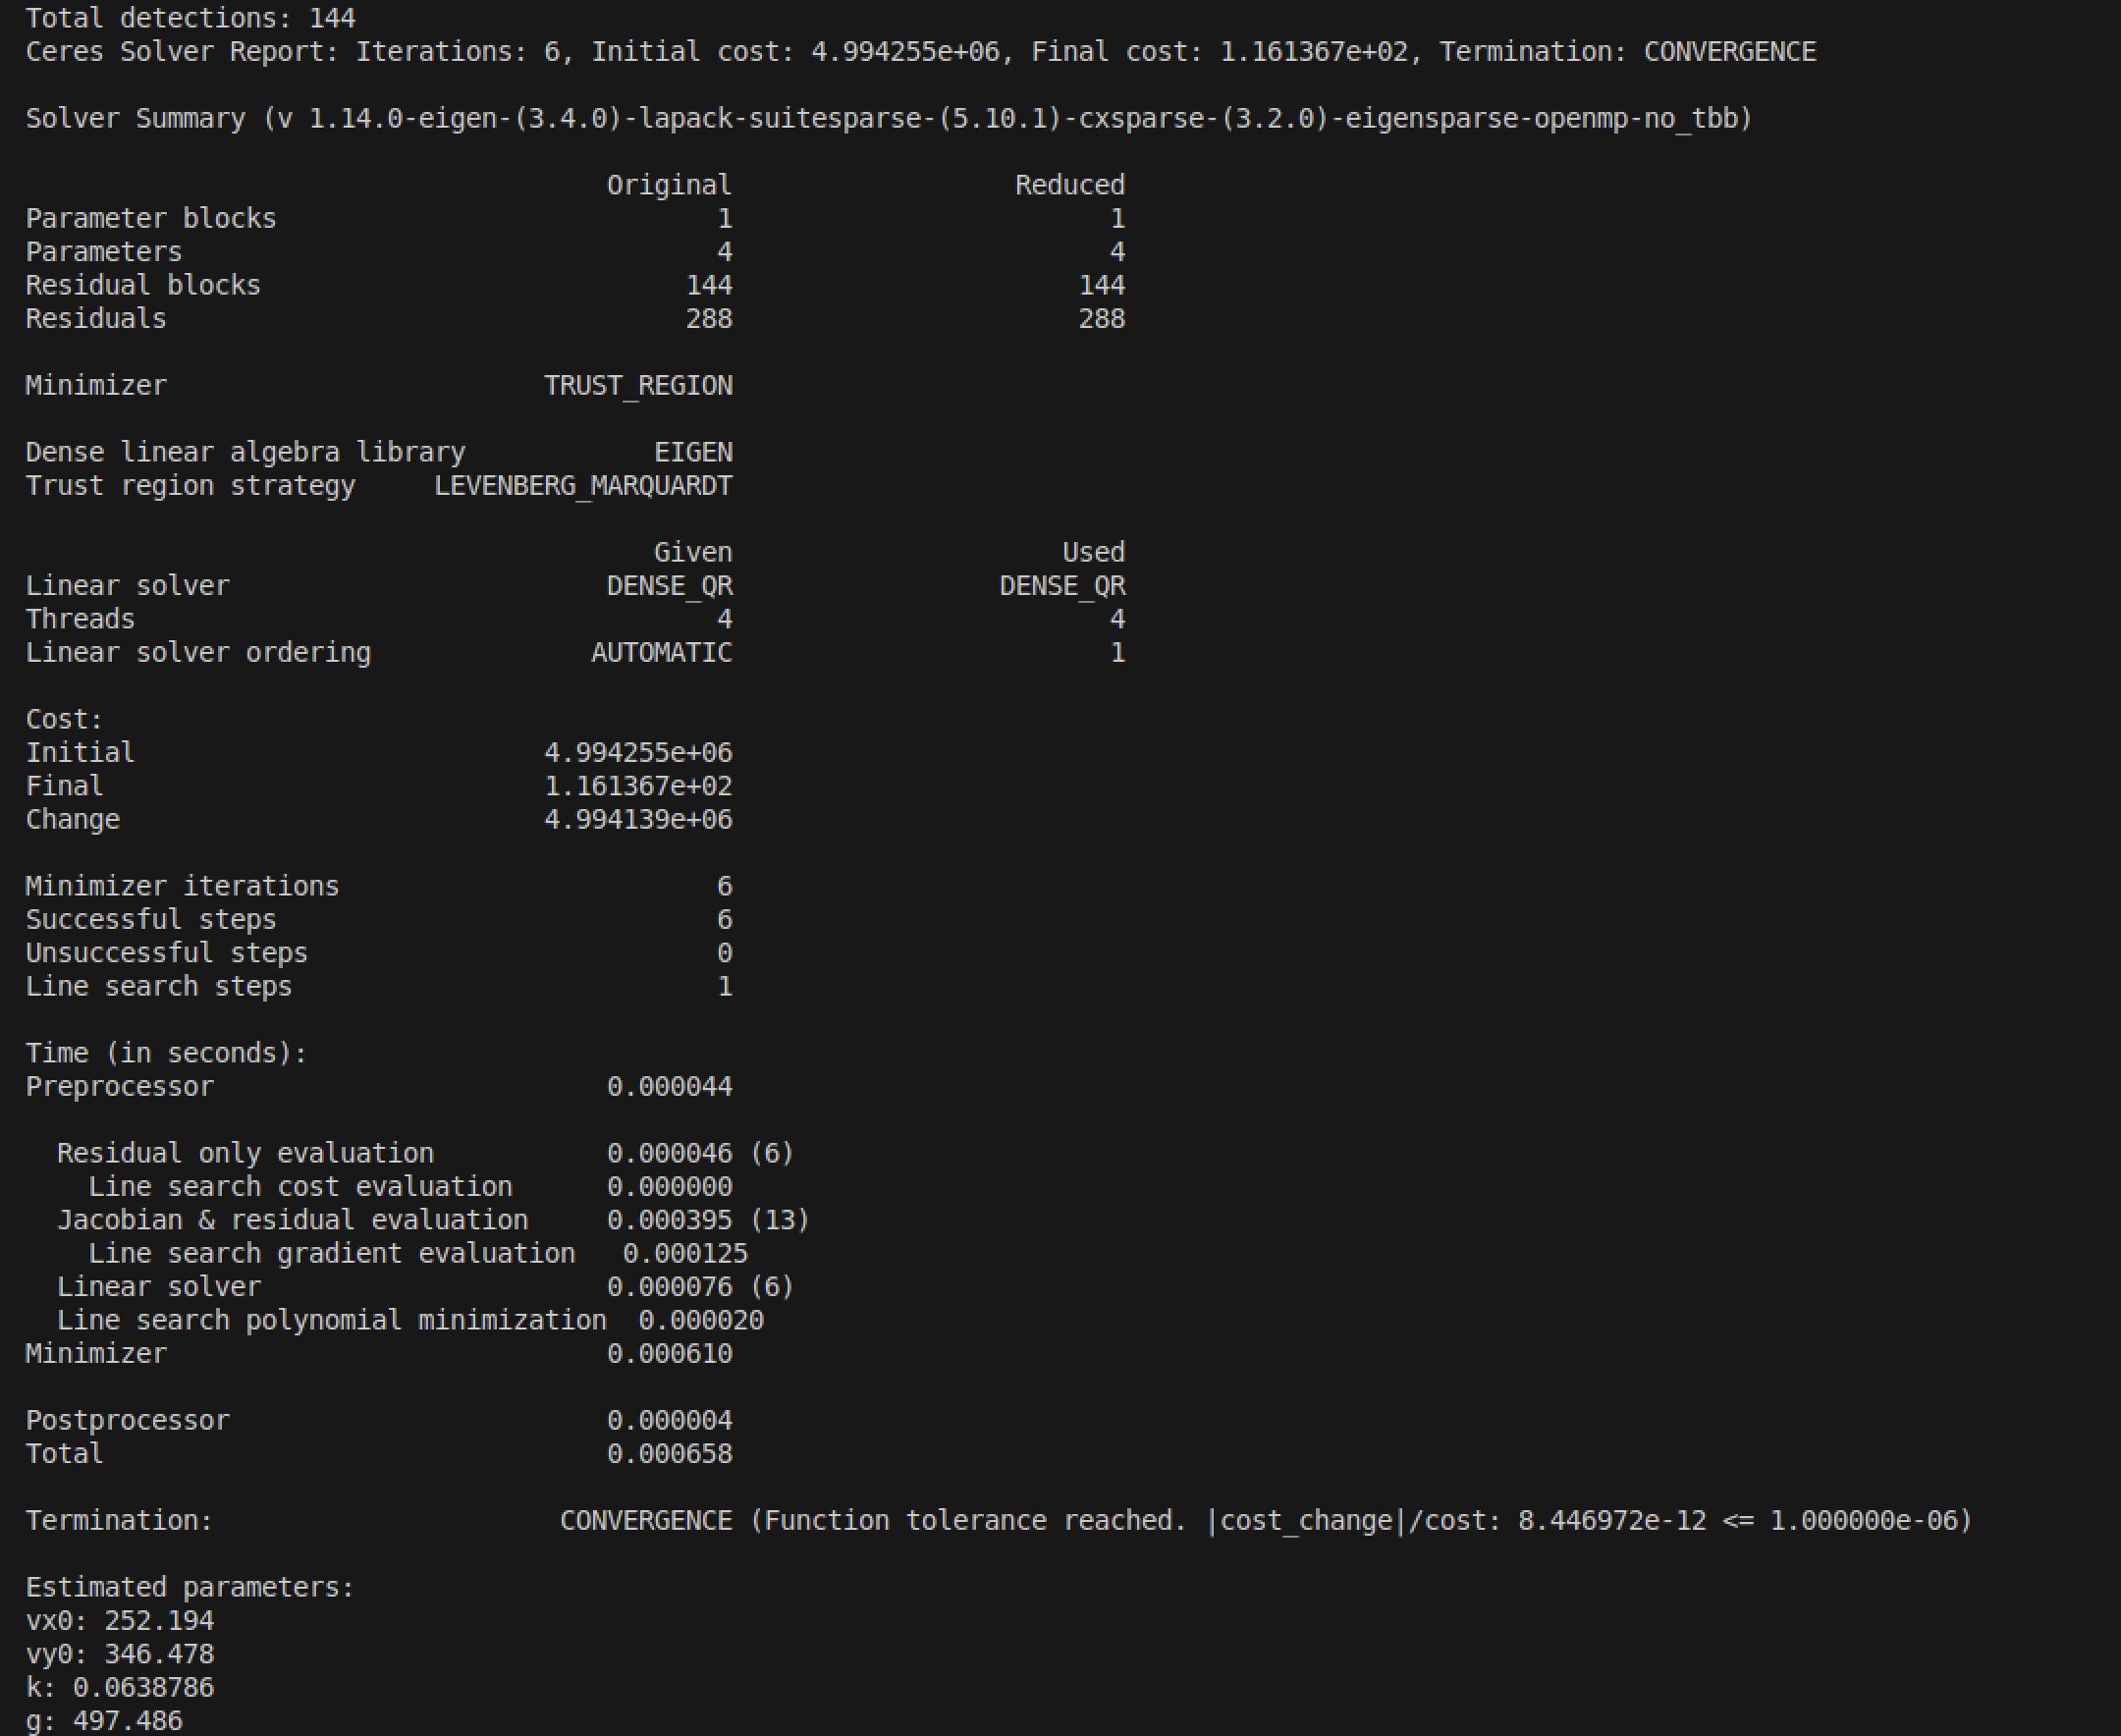 Total detections: 144
Ceres Solver Report: Iterations: 6, Initial cost: 4.994255e+06, Final cost: 1.161367e+02, Termination: CONVERGENCE
Solver Summary (v 1.14.0-eigen-(3.4.0)-lapack-suitesparse-(5.10.1)-cxsparse-(3.2.0)-eigensparse-openmp-no_tbb)
Original Reduced
Parameter blocks 1 1
Parameters 4 4
Residual blocks 144 144
Residuals 288 288
Minimizer TRUST_REGION
Dense linear algebra library EIGEN
Trust region strategy LEVENBERG_MARQUARDT
Given Used
Linear solver DENSE_QR DENSE_QR
Threads 4 4
Linear solver ordering AUTOMATIC 1
Cost:
Initial 4.994255e+06
Final 1.161367e+02
Change 4.994139e+06
Minimizer iterations 6
Successful steps 6
Unsuccessful steps 0
Line search steps 1
Time (in seconds):
Preprocessor 0.000044
Residual only evaluation 0.000046 (6)
Line search cost evaluation 0.000000
Jacobian & residual evaluation 0.000395 (13)
Line search gradient evaluation 0.000125
Linear solver 0.000076 (6)
Line search polynomial minimization 0.000020
Minimizer 0.000610
Postprocessor 0.000004
Total 0.000658
Termination: CONVERGENCE (Function tolerance reached. |cost_change|/cost: 8.446972e-12 <= 1.000000e-06)
Estimated parameters:
vx0: 252.194
vy0: 346.478
k: 0.0638786
g: 497.486